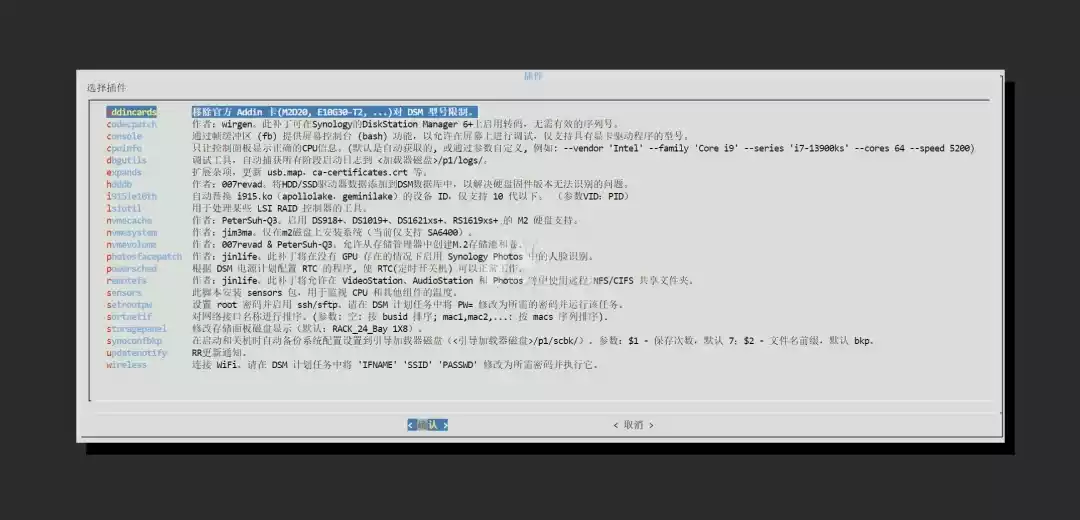 插件
选择插件
addincards 移除官方 Addin 卡(M2D20, E10G30-T2, ...)对 DSM 型号限制。
codecpatch 作者: wirgen。此补丁可在Synology的DiskStation Manager 6+上启用转码，无需有效的序列号。
console 通过帧缓冲区 (fb) 提供屏幕控制台 (bash) 功能，以允许在屏幕上进行调试，仅支持具有显卡驱动程序的型号。
cpuinfo 只让控制面板显示正确的CPU信息。(默认是自动获取的, 或通过参数自定义, 例如: --vendor 'Intel' --family 'Core i9' --series 'i7-13900ks' --cores 64 --speed 5200)
dbgutils 调试工具，自动捕获所有阶段启动日志到 <加载器磁盘>/p1/logs/。
expands 扩展杂项，更新 usb.map，ca-certificates.crt 等。
hdddb 作者: 007revad。将HDD/SSD驱动器数据添加到DSM数据库中，以解决硬盘固件版本无法识别的问题。
i915le10th 自动替换 i915.ko（apollolake，geminilake）的设备 ID，仅支持 10 代以下。 （参数VID: PID）
lsiutil 用于处理某些 LSI RAID 控制器的工具。
nvmecache 作者: PeterSuh-Q3。启用 DS918+、DS1019+、DS1621xs+、RS1619xs+ 的 M2 硬盘支持。
nvmesystem 作者: jim3ma。仅在m2磁盘上安装系统（当前仅支持 SA6400）。
nvmevolume 作者: 007revad & PeterSuh-Q3。允许从存储管理器中创建M.2存储池和卷。
photosfacepatch 作者: jinlife。此补丁将在没有 GPU 存在的情况下启用 Synology Photos 中的人脸识别。
powersched 根据 DSM 电源计划配置 RTC 的程序, 使 RTC(定时开关机) 可以正常工作。
remotefs 作者: jinlife。此补丁将允许在 VideoStation、AudioStation 和 Photos 等里使用远程 NFS/CIFS 共享文件夹。
sensors 此脚本安装 sensors 包，用于监视 CPU 和其他组件的温度。
setrootpw 设置 root 密码并启用 ssh/sftp。请在 DSM 计划任务中将 PW= 修改为所需的密码并运行该任务。
sortnetif 对网络接口名称进行排序。(参数: 空: 按 busid 排序; mac1,mac2,...: 按 macs 序列排序).
storagepanel 修改存储面板磁盘显示（默认: RACK_24_Bay 1X8）。
synoconfbkp 在启动和关机时自动备份系统配置设置到引导加载器磁盘（<引导加载器磁盘>/p1/scbk/）. 参数: $1 - 保存次数, 默认 7; $2 - 文件名前缀, 默认 bkp.
updatenotify RR更新通知。
wireless 连接 WiFi。请在 DSM 计划任务中将 'IFNAME' 'SSID' 'PASSWD' 修改为所需密码并执行它。
< 确认 > < 取消 >